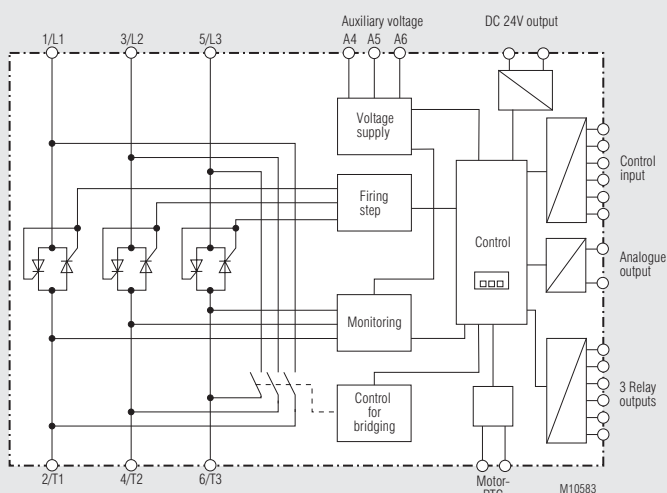 Auxiliary voltage
DC 24V output
1/L1
3/L2
5/L3
A4
A5
A6
Voltage
supply
Control
input
Firing
step
Control
Analogue
output
Monitoring
Control
for
bridging
3 Relay
outputs
2/T1
4/T2
6/T3
Motor-
PTC
M10583